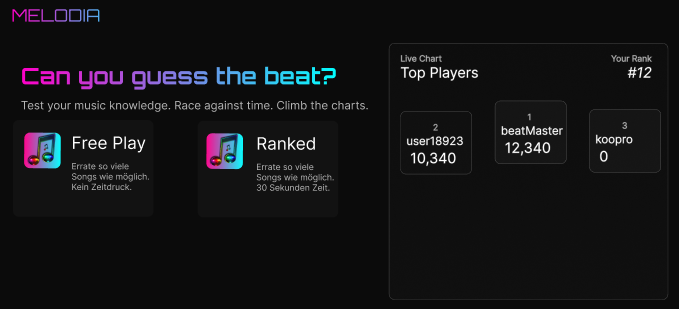 MELODIA
Can you guess the beat?
Test your music knowledge. Race against time. Climb the charts.
Free Play
Errate so viele
Songs wie möglich.
Kein Zeitdruck.
Ranked
Errate so viele
Songs wie möglich.
30 Sekunden Zeit.
Live Chart
Your Rank
Top Players
#12
2
user18923
10,340
1
beatMaster
12,340
3
koopro
0